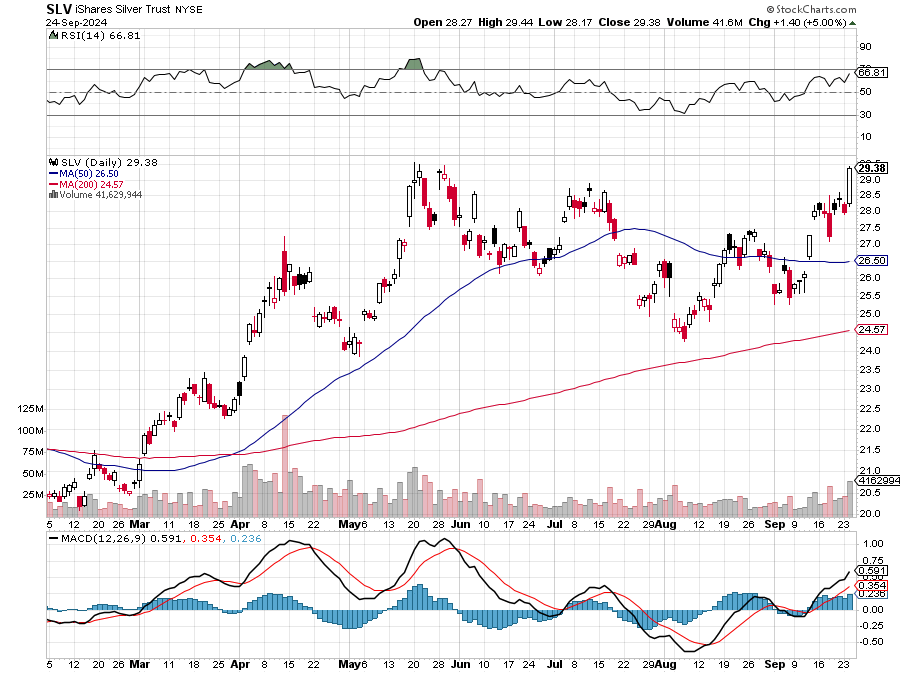 SLV iShares Silver Trust NYSE © StockCharts.com
24-Sep-2024 Open 28.27 High 29.44 Low 28.17 Close 29.38 Volume 41.6M Chg +1.40 (+5.00%)
RSI(14) 66.81
90
70
66.81
50
30
10
SLV (Daily) 29.38
MA(50) 26.50
MA(200) 24.57
Volume 41,629,944
29.5
29.38
29.0
28.5
28.0
27.5
27.0
26.50
26.0
25.5
25.0
24.57
24.0
23.5
23.0
125M 22.5
100M 22.0
75M 21.5
50M 21.0
41629944
25M 20.5
20.0
5 12 20 26 Mar 11 18 25 Apr 8 15 22 May 6 13 20 28 Jun 10 17 24 Jul 8 15 22 29 Aug 12 19 26 Sep 9 16 23
MACD(12,26,9) 0.591, 0.354, 0.236
1.00
0.75
0.591
0.50
0.354
0.236
0.00
-0.25
-0.50
5 12 20 26 Mar 11 18 25 Apr 8 15 22 May 6 13 20 28 Jun 10 17 24 Jul 8 15 22 29 Aug 12 19 26 Sep 9 16 23